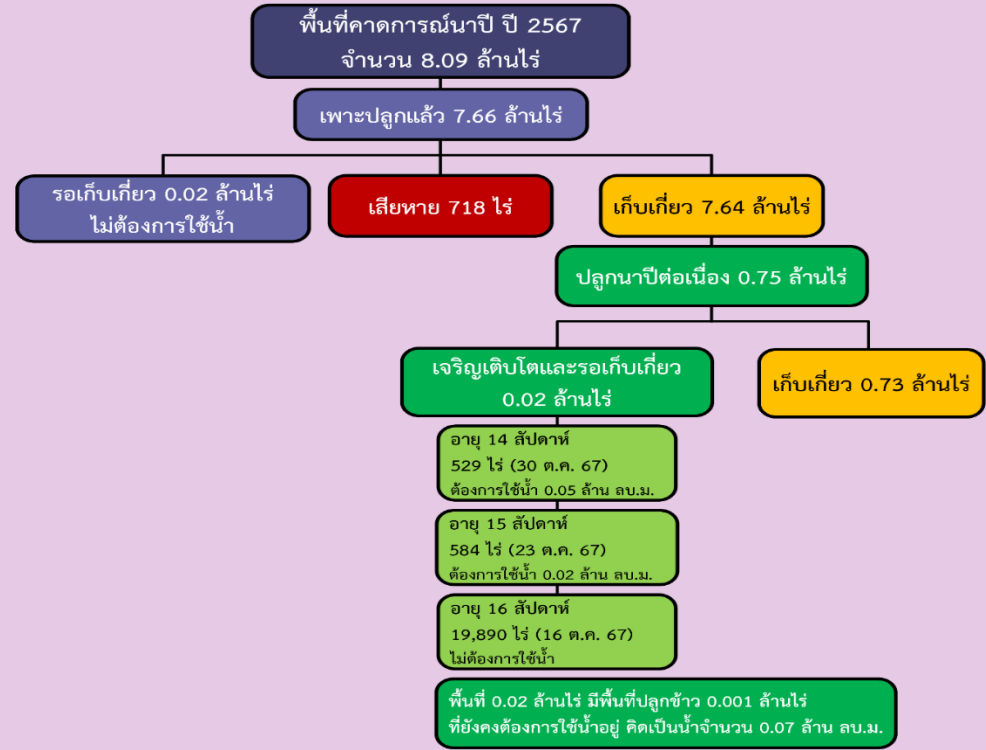 พื้นที่คาดการณ์นาปี ปี 2567
จำนวน 8.09 ล้านไร่
เพาะปลูกแล้ว 7.66 ล้านไร่
รอเก็บเกี่ยว 0.02 ล้านไร่
ไม่ต้องการใช้น้ำ
เสียหาย 718 ไร่
เก็บเกี่ยว 7.64 ล้านไร่
ปลูกนาปีต่อเนื่อง 0.75 ล้านไร่
เจริญเติบโตและรอเก็บเกี่ยว
0.02 ล้านไร่
เก็บเกี่ยว 0.73 ล้านไร่
อายุ 14 สัปดาห์
529 ไร่ (30 ต.ค. 67)
ต้องการใช้น้ำ 0.05 ล้าน ลบ.ม.
อายุ 15 สัปดาห์
584 ไร่ (23 ต.ค. 67)
ต้องการใช้น้ำ 0.02 ล้าน ลบ.ม.
อายุ 16 สัปดาห์
19,890 ไร่ (16 ต.ค. 67)
ไม่ต้องการใช้น้ำ
พื้นที่ 0.02 ล้านไร่ มีพื้นที่ปลูกข้าว 0.001 ล้านไร่
ที่ยังคงต้องการใช้น้ำอยู่ คิดเป็นน้ำจำนวน 0.07 ล้าน ลบ.ม.